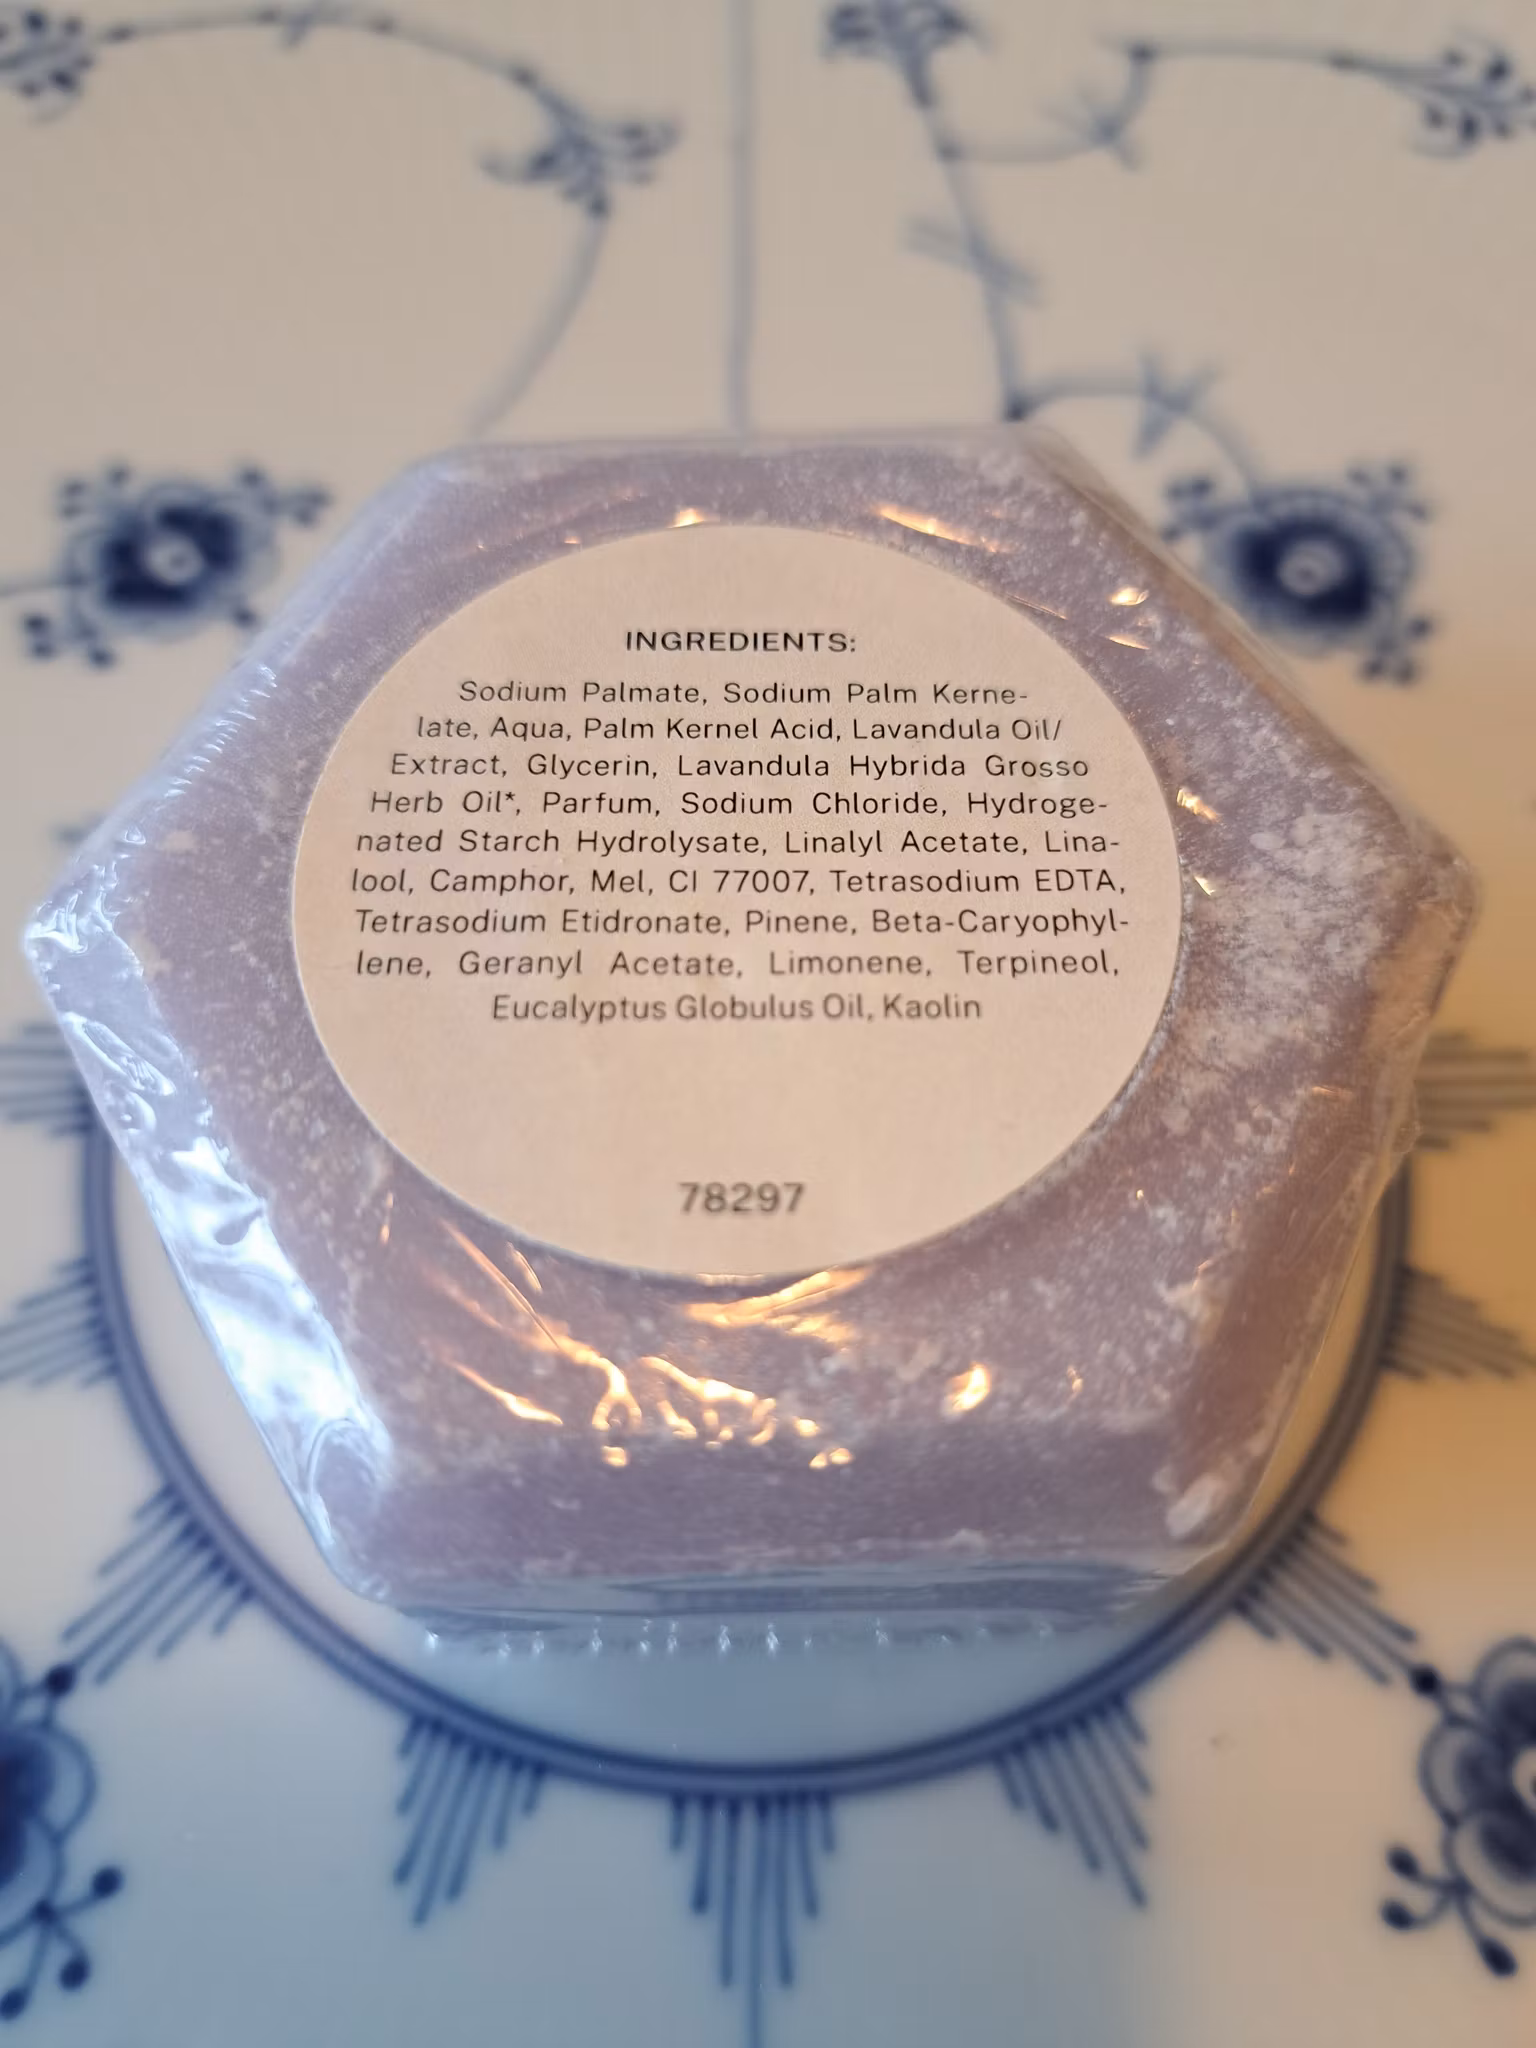 INGREDIENTS:
Sodium Palmate, Sodium Palm Kerne-
late, Aqua, Palm Kernel Acid, Lavandula Oil/
Extract, Glycerin, Lavandula Hybrida Grosso
Herb Oil*, Parfum, Sodium Chloride, Hydroge-
nated Starch Hydrolysate, Linalyl Acetate, Lina-
lool, Camphor, Mel, CI 77007, Tetrasodium EDTA,
Tetrasodium Etidronate, Pinene, Beta-Caryophyl-
lene, Geranyl Acetate, Limonene, Terpineol,
Eucalyptus Globulus Oil, Kaolin
78297